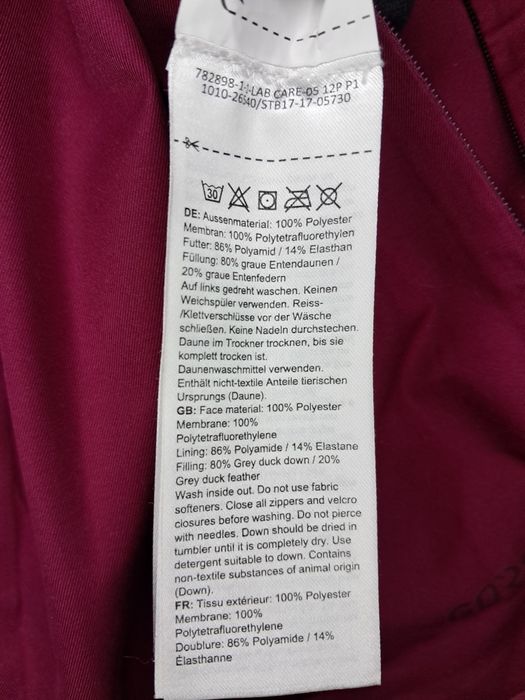 782898-1-LAB CARE-05 12P P1
1010-26540/STB17-17-05730
30
DE: Aussenmaterial: 100% Polyester
Membran: 100% Polytetrafluorethylen
Futter: 86% Polyamid / 14% Elasthan
Füllung: 80% graue Entendaunen /
20% graue Entenfedern
Auf links gedreht waschen. Keinen
Weichspüler verwenden. Reiss-
/Klettverschlüsse vor der Wäsche
schließen. Keine Nadeln durchstechen.
Daune im Trockner trocknen, bis sie
komplett trocken ist.
Daunenwaschmittel verwenden.
Enthält nicht-textile Anteile tierischen
Ursprungs (Daune).
GB: Face material: 100% Polyester
Membrane: 100%
Polytetrafluorethylene
Lining: 86% Polyamide / 14% Elastane
Filling: 80% Grey duck down / 20%
Grey duck feather
Wash inside out. Do not use fabric
softeners. Close all zippers and velcro
closures before washing. Do not pierce
with needles. Down should be dried in
tumbler until it is completely dry. Use
detergent suitable to down. Contains
non-textile substances of animal origin
(Down).
FR: Tissu extérieur: 100% Polyester
Membrane: 100%
Polytetrafluorethylene
Doublure: 86% Polyamide / 14%
Élasthanne